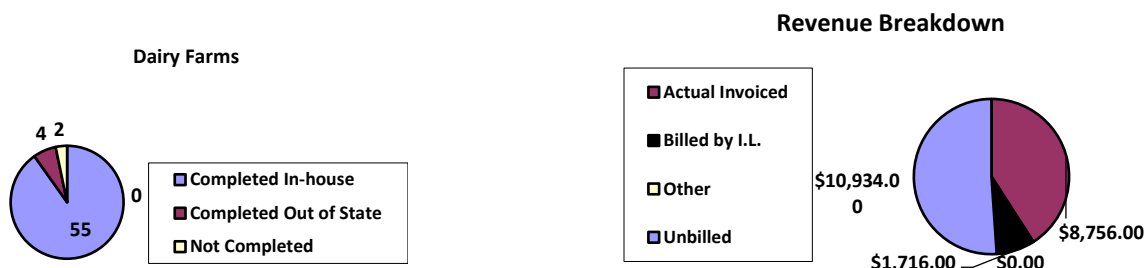 Dairy Farms
4
2
0
55
Completed In-house
Completed Out of State
Not Completed
Revenue Breakdown
Actual Invoiced
Billed by I.L.
Other
Unbilled
$10,934.0
0
$8,756.00
$1,716.00
$0.00